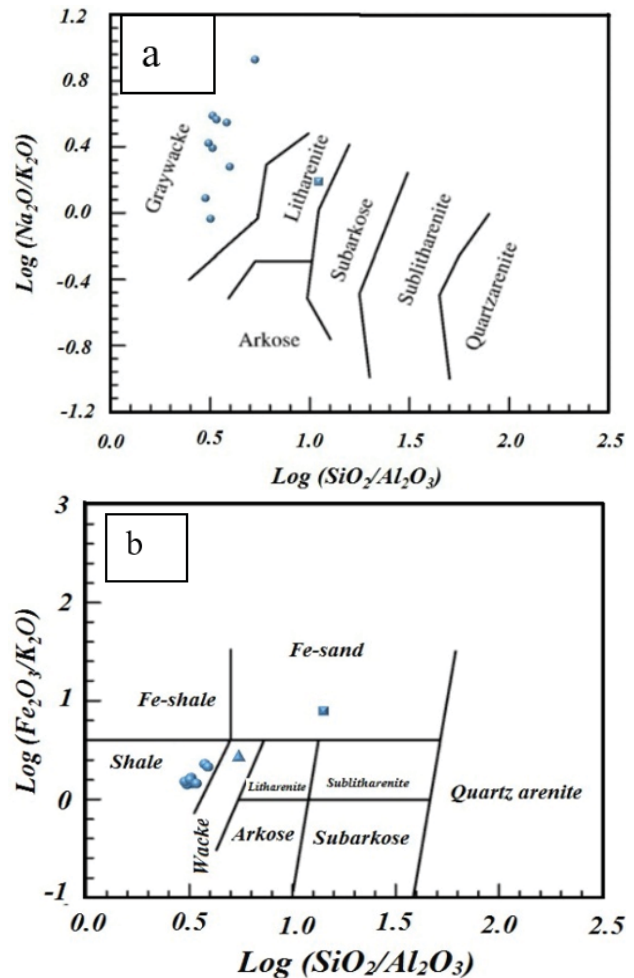 a
1.2
0.8
0.4
0.0
-0.4
-0.8
-1.2
Log (Na₂O/K₂O)
Graywacke
Litharenite
Subarkose
Sublitharenite
Quartzarenite
Arkose
0.0 0.5 1.0 1.5 2.0 2.5
Log (SiO₂/Al₂O₃)
b
3
2
1
0
-1
Log (Fe₂O₃/K₂O)
Fe-sand
Fe-shale
Shale
Wacke
Litharenite
Sublitharenite
Arkose
Subarkose
Quartz arenite
0.0 0.5 1.0 1.5 2.0 2.5
Log (SiO₂/Al₂O₃)